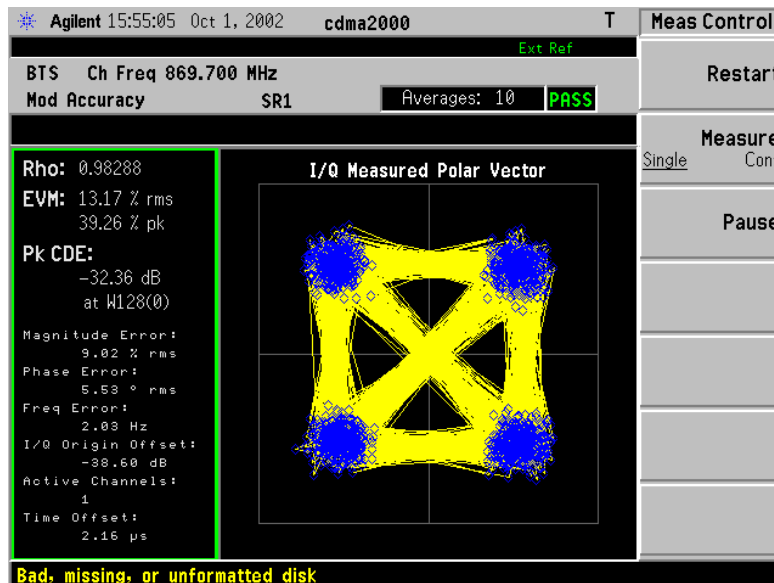 Agilent 15:55:05 Oct 1, 2002 cdma2000 T Meas Control
Ext Ref
BTS Ch Freq 869.700 MHz
Mod Accuracy SR1 Averages: 10 PASS
Restart
Measure
Single Con
Pause
Rho: 0.98288
EVM: 13.17 % rms
39.26 % pk
Pk CDE:
-32.36 dB
at W128(0)
Magnitude Error:
9.02 % rms
Phase Error:
5.53 ° rms
Freq Error:
2.03 Hz
I/Q Origin Offset:
-38.60 dB
Active Channels:
1
Time Offset:
2.16 µs
I/Q Measured Polar Vector
Bad, missing, or unformatted disk